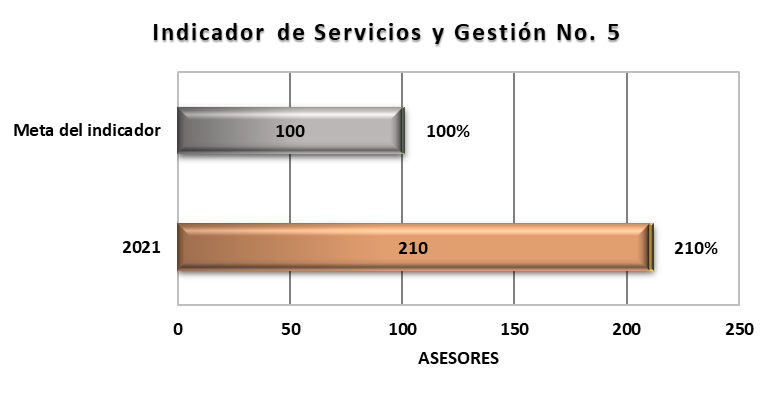 Indicador de Servicios y Gestión No. 5
Meta del indicador 100 100%
2021 210 210%
0 50 100 150 200 250
ASESORES